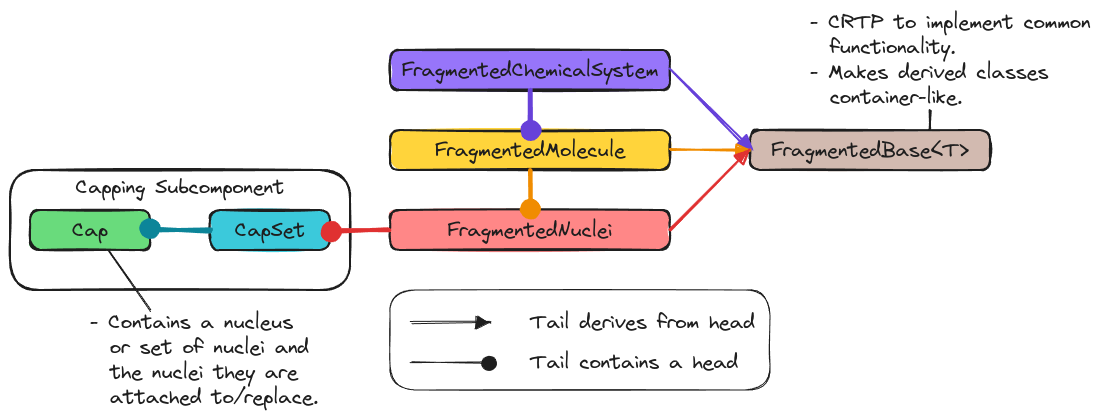 - CRTP to implement common
functionality.
- Makes derived classes
container-like.
FragmentedChemicalSystem
FragmentedMolecule
FragmentedBase<T>
Capping Subcomponent
Cap
CapSet
FragmentedNuclei
- Contains a nucleus
or set of nuclei and
the nuclei they are
attached to/replace.
Tail derives from head
Tail contains a head